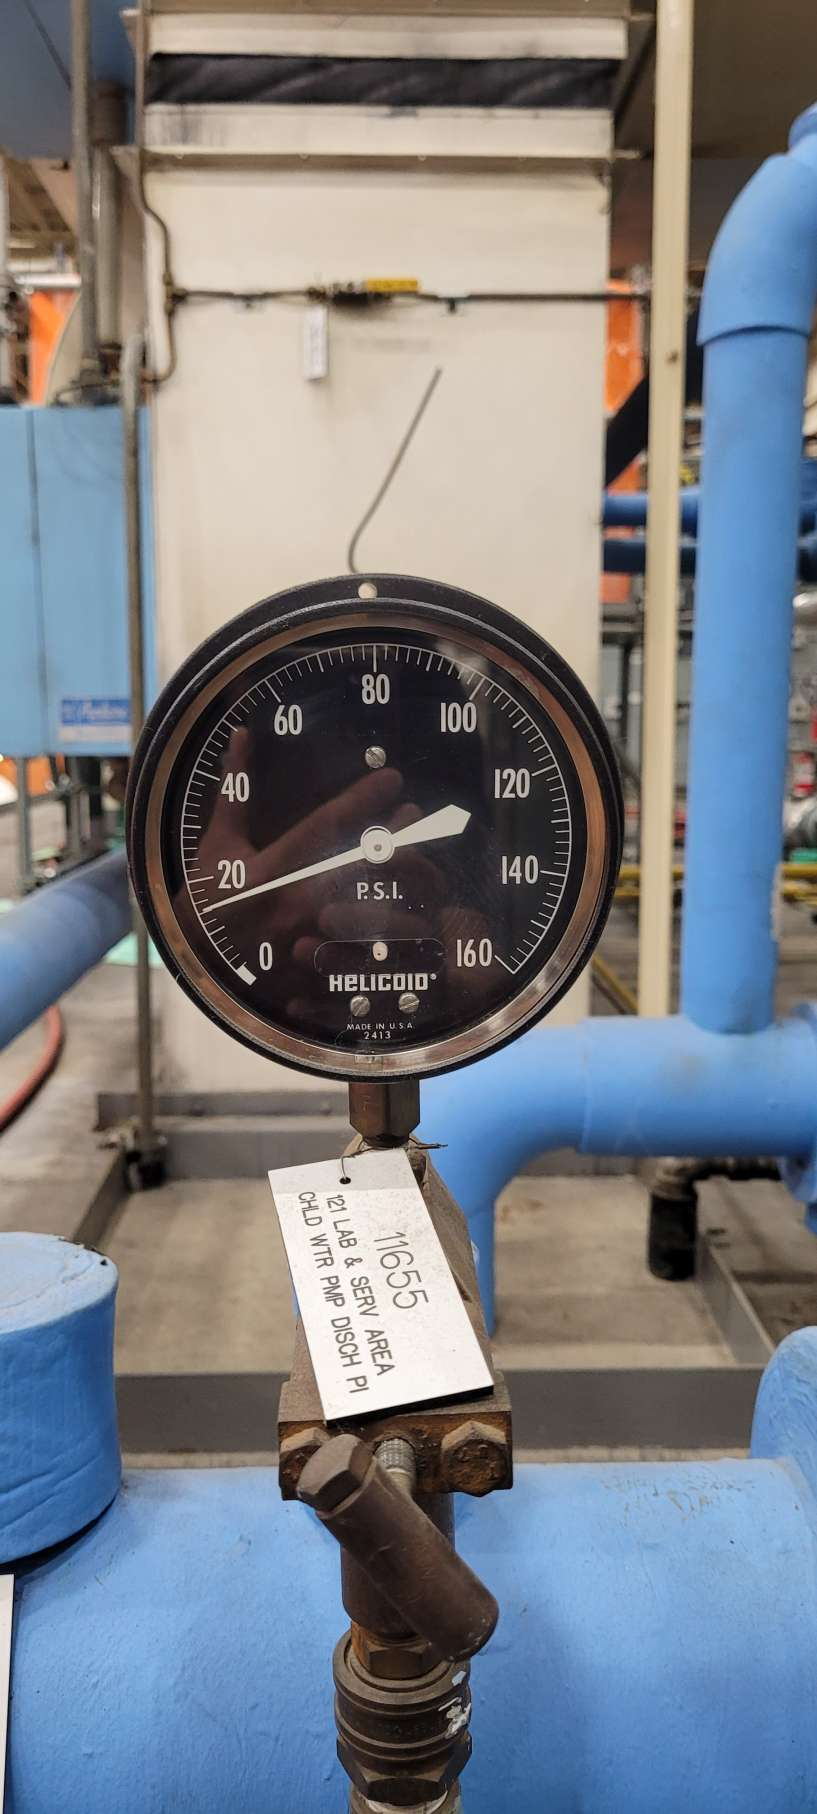 80
60
100
40
120
20
140
P.S.I.
0
160
HELICOID®
MADE IN U.S.A.
2413
11655
121 LAB & SERV AREA
CHLD WTR PMP DISCH PI